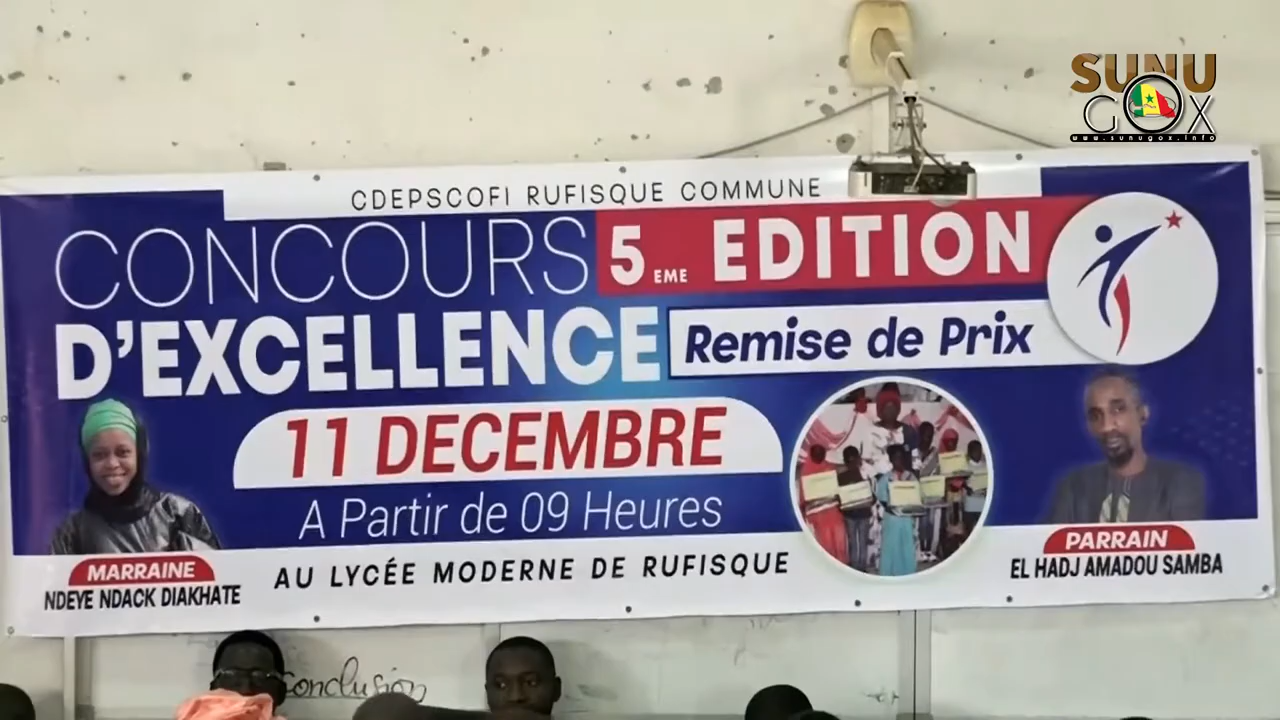 SUNU
GOX
www.sunugox.info
CDEPSCOFI RUFISQUE COMMUNE
CONCOURS 5EME EDITION
D'EXCELLENCE Remise de Prix
11 DECEMBRE
A Partir de 09 Heures
AU LYCÉE MODERNE DE RUFISQUE
MARRAINE
NDEYE NDACK DIAKHATE
PARRAIN
EL HADJ AMADOU SAMBA
Conclusion